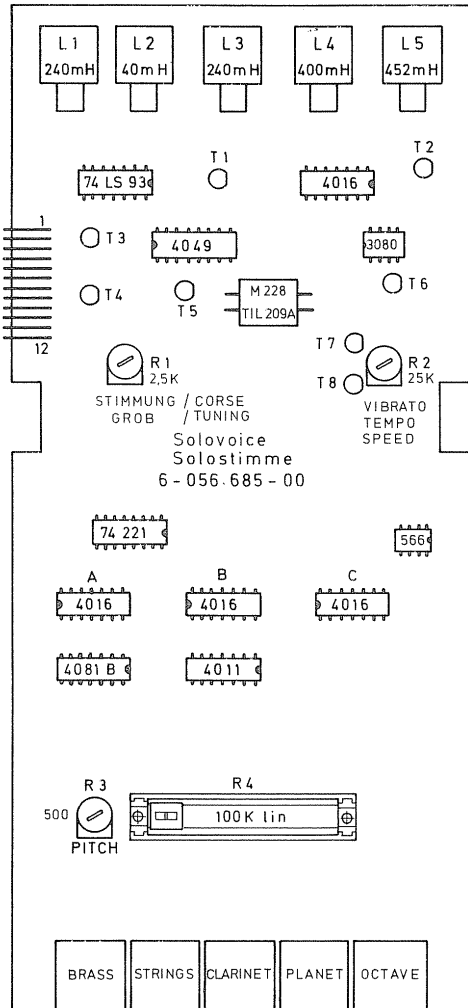 L1 L2 L3 L4 L5
240mH 40mH 240mH 400mH 452mH
T1 T2
74 LS 93 4016
1
T3 4049 3080
T4 T5 M 228 T6
TIL 209A
12
T7
R1 R2
2,5K T8 25K
STIMMUNG / CORSE
GROB / TUNING
VIBRATO
TEMPO
SPEED
Solovoice
Solostimme
6-056.685-00
74 221 566
A B C
4016 4016 4016
4081 B 4011
R3 R4
500 100K lin
PITCH
BRASS STRINGS CLARINET PLANET OCTAVE